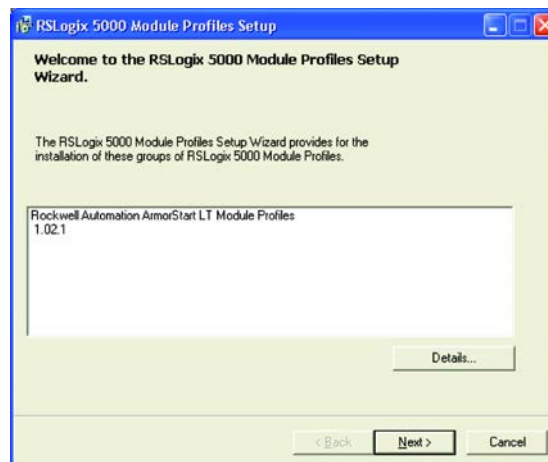 RSLogix 5000 Module Profiles Setup
Welcome to the RSLogix 5000 Module Profiles Setup
Wizard.
The RSLogix 5000 Module Profiles Setup Wizard provides for the
installation of these groups of RSLogix 5000 Module Profiles.
Rockwell Automation ArmorStart LT Module Profiles
1.02.1
Details...
< Back Next > Cancel